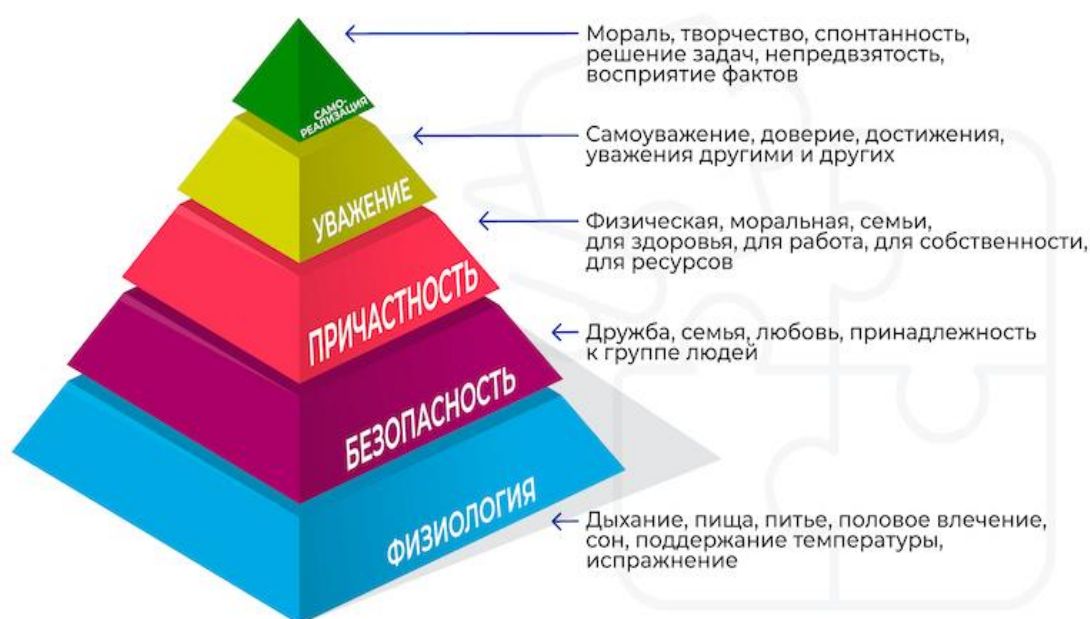 Мораль, творчество, спонтанность,
решение задач, непредвзятость,
восприятие фактов
САМО-
РЕАЛИЗАЦИЯ
Самоуважение, доверие, достижения,
уважения другими и других
УВАЖЕНИЕ
Физическая, моральная, семьи,
для здоровья, для работа, для собственности,
для ресурсов
ПРИЧАСТНОСТЬ
Дружба, семья, любовь, принадлежность
к группе людей
БЕЗОПАСНОСТЬ
Дыхание, пища, питье, половое влечение,
сон, поддержание температуры,
испражнение
ФИЗИОЛОГИЯ